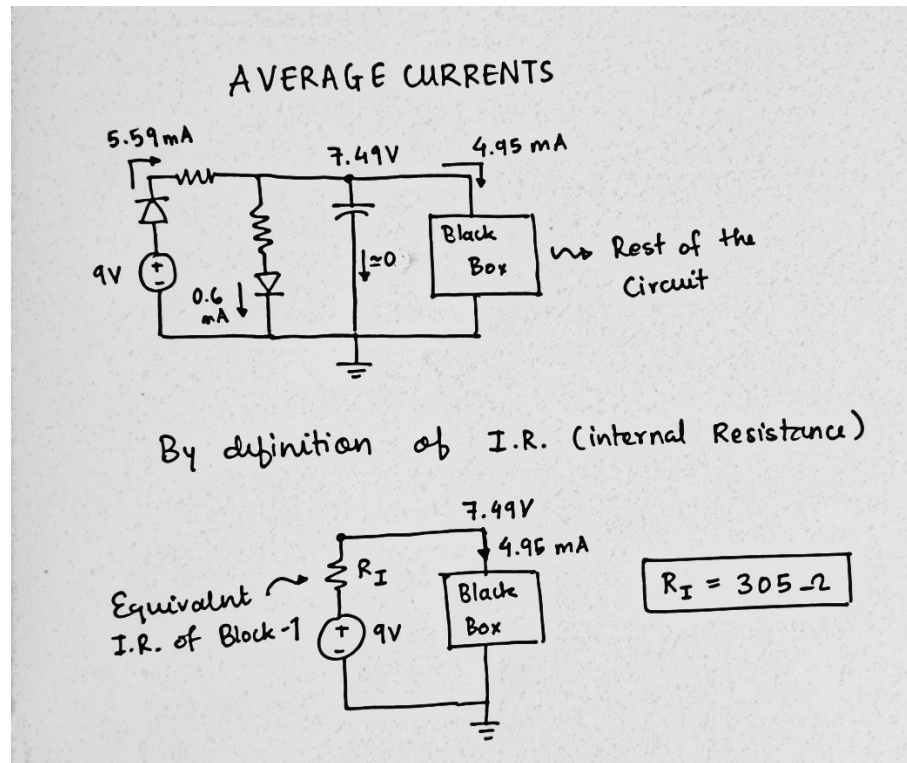 AVERAGE CURRENTS
5.59mA
7.49V
4.95 mA
9V
0.6
mA
≃0
Black
Box
Rest of the
Circuit
By definition of I.R. (internal Resistance)
7.49V
4.95 mA
RI
Equivalnt
I.R. of Block-1
9V
Black
Box
RI = 305 Ω